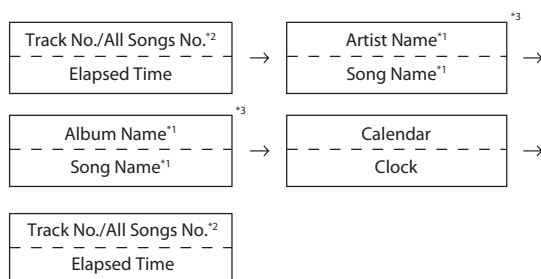 Track No./All Songs No.*2
Elapsed Time
*3
Artist Name*1
Song Name*1
*3
Album Name*1
Song Name*1
Calendar
Clock
Track No./All Songs No.*2
Elapsed Time